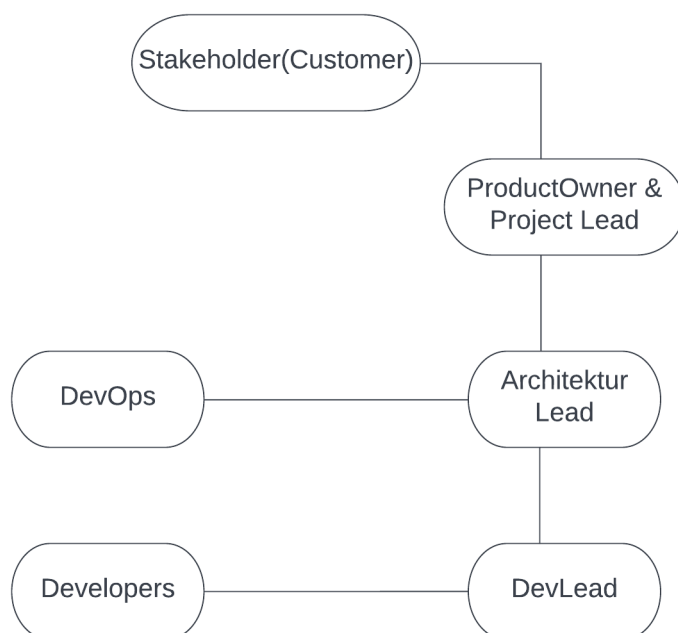 Stakeholder(Customer)
ProductOwner &
Project Lead
DevOps
Architektur
Lead
Developers
DevLead